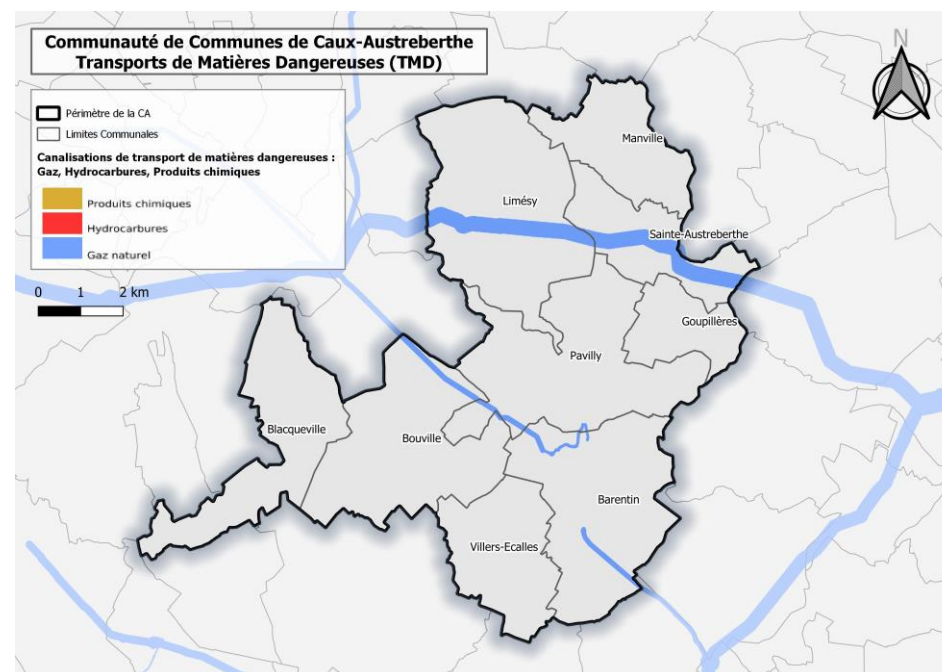 Communauté de Communes de Caux-Austreberthe
Transports de Matières Dangereuses (TMD)
N
Périmètre de la CA
Limites Communales
Canalisations de transport de matières dangereuses :
Gaz, Hydrocarbures, Produits chimiques
Produits chimiques
Hydrocarbures
Gaz naturel
0 1 2 km
Manville
Limésy
Sainte-Austreberthe
Goupillères
Pavilly
Blacqueville
Bouville
Barentin
Villers-Ecalles